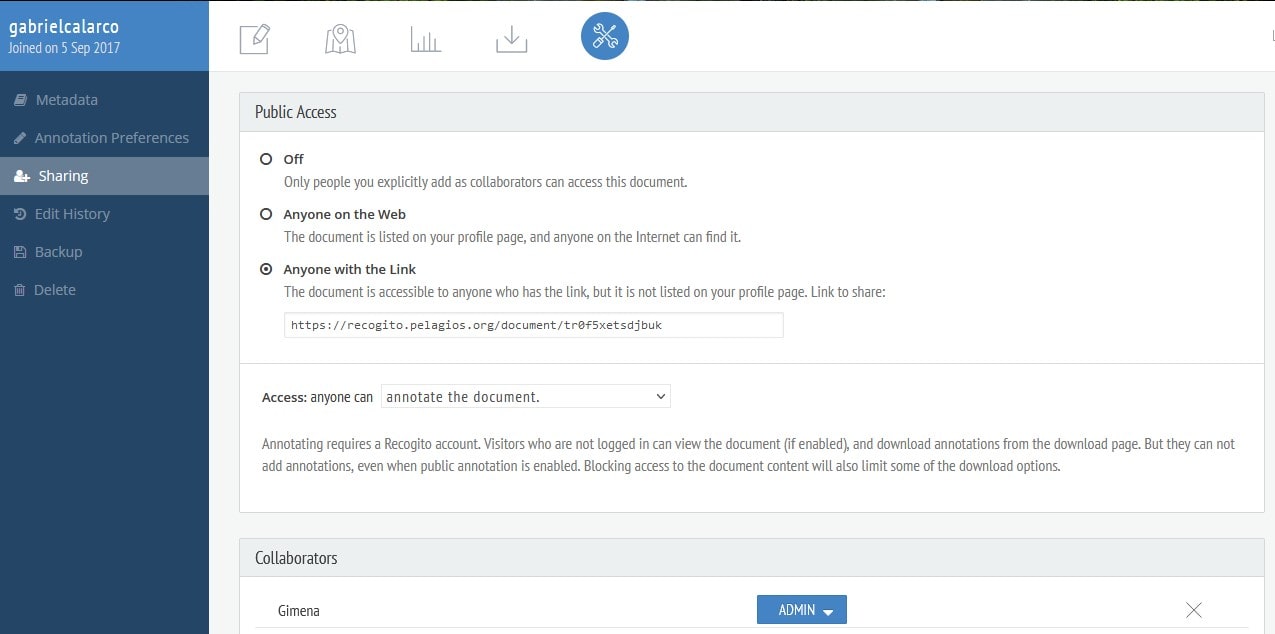 gabrielcalarco
Joined on 5 Sep 2017
Metadata
Annotation Preferences
Sharing
Edit History
Backup
Delete
Public Access
Off
Only people you explicitly add as collaborators can access this document.
Anyone on the Web
The document is listed on your profile page, and anyone on the Internet can find it.
Anyone with the Link
The document is accessible to anyone who has the link, but it is not listed on your profile page. Link to share:
https://recogito.pelagios.org/document/tr0f5xetsdjbuk
Access: anyone can annotate the document.
Annotating requires a Recogito account. Visitors who are not logged in can view the document (if enabled), and download annotations from the download page. But they can not
add annotations, even when public annotation is enabled. Blocking access to the document content will also limit some of the download options.
Collaborators
Gimena ADMIN